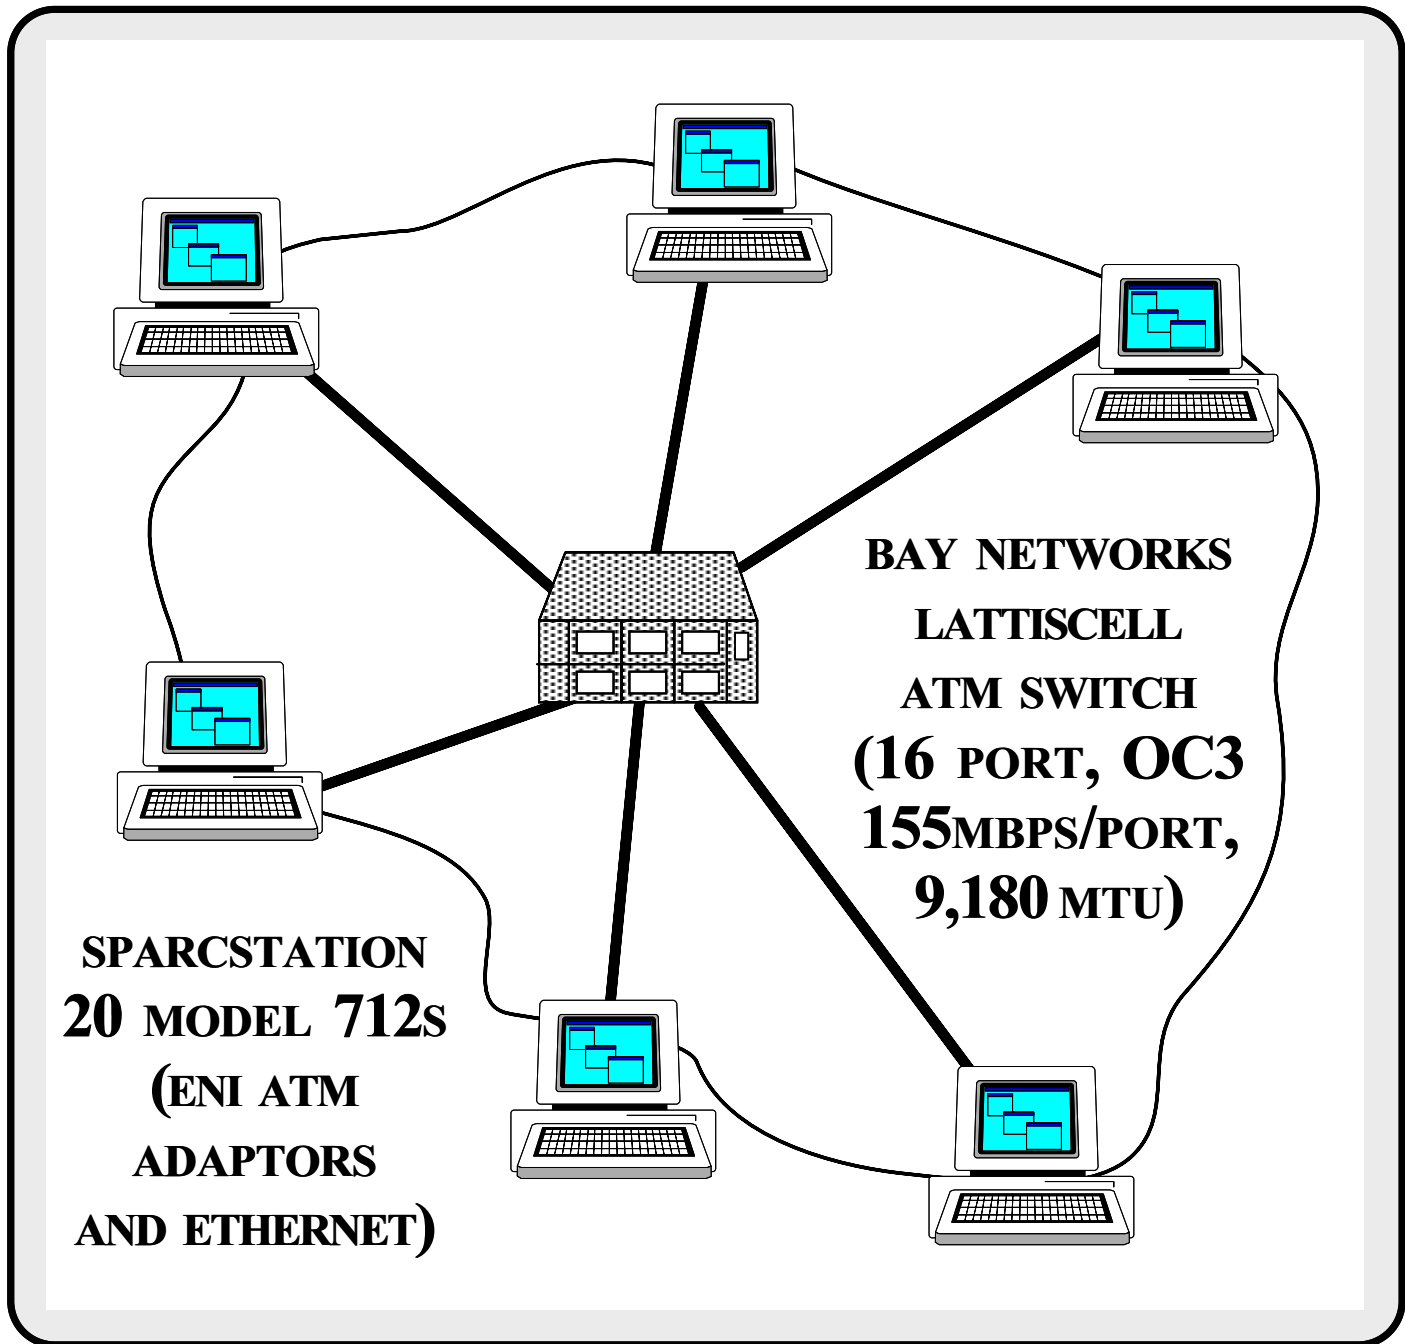 BAY NETWORKS
LATTISCELL
ATM SWITCH
(16 PORT, OC3
155MBPS/PORT,
9,180 MTU)
SPARCSTATION
20 MODEL 712S
(ENI ATM
ADAPTORS
AND ETHERNET)